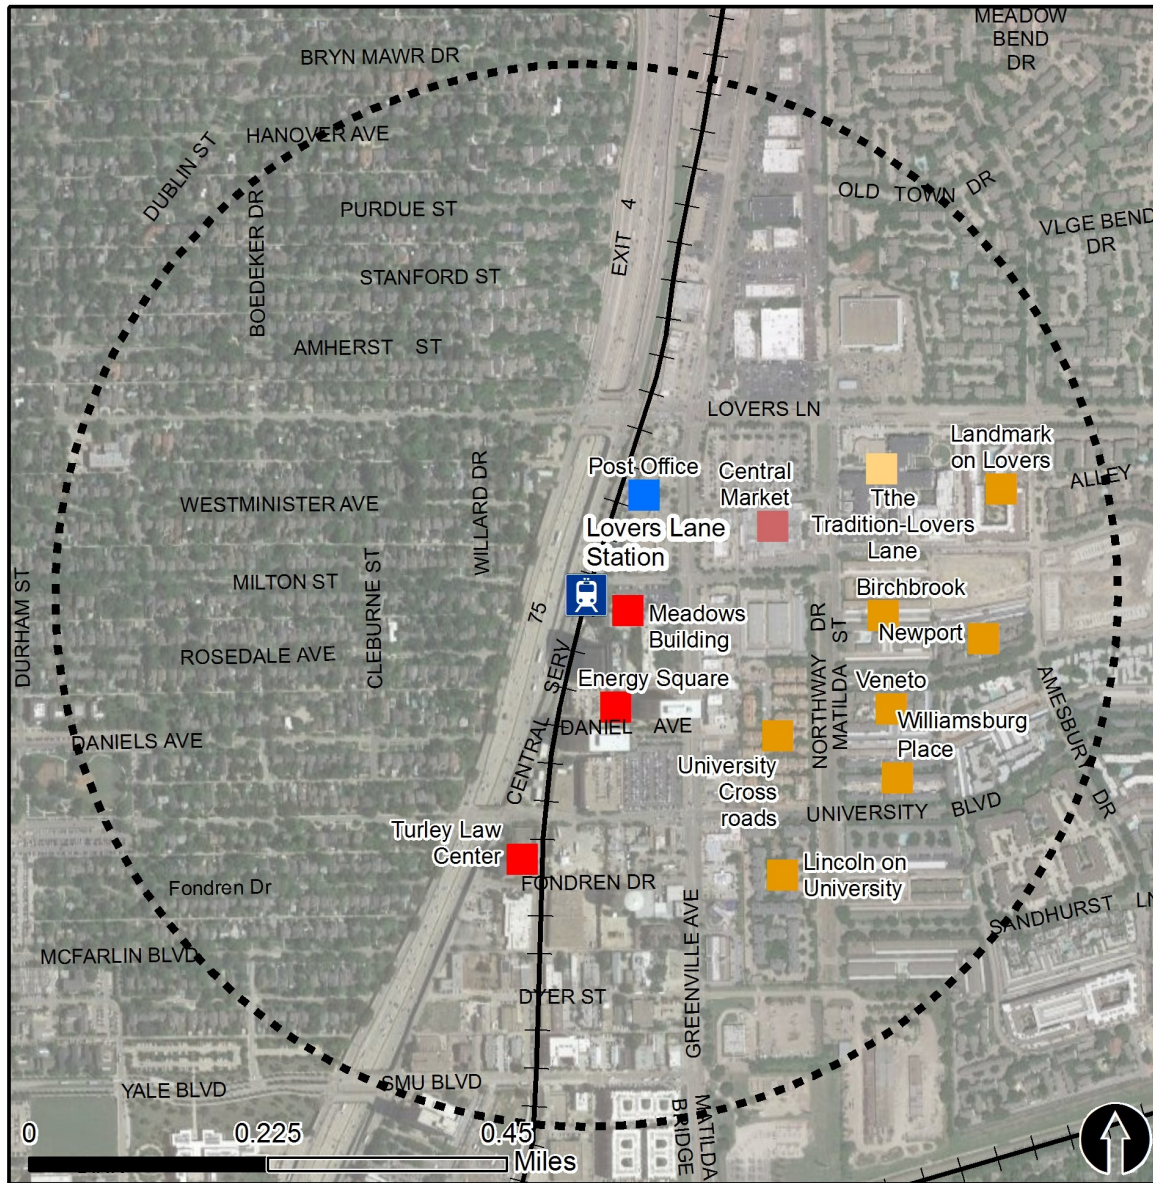 MEADOW
BEND
DR
BRYN MAWR DR
HANOVER AVE
DUBLIN ST
OLD TOWN DR
BOEDEKER DR
PURDUE ST
EXIT 4
VLGE BEND
DR
STANFORD ST
AMHERST ST
LOVERS LN
Landmark
on Lovers
ALLEY
Post Office
Central
Market
Tthe
Tradition-Lovers
Lane
WESTMINISTER AVE
WILLARD DR
Lovers Lane
Station
DURHAM ST
MILTON ST
CLEBURNE ST
75
Birchbrook
Meadows
Building
Newport
NORTHWAY DR
MATILDA ST
ROSEDALE AVE
CENTRAL SERV
Energy Square
Veneto
AMESBURY DR
DANIEL AVE
Williamsburg
Place
DANIELS AVE
University
Cross
roads
UNIVERSITY BLVD
Turley Law
Center
Lincoln on
University
FONDREN DR
Fondren Dr
GREENVILLE AVE
SANDHURST LN
MCFARLIN BLVD
DYER ST
SMU BLVD
YALE BLVD
MATILDA
BRIDGE
0 0.225 0.45
Miles